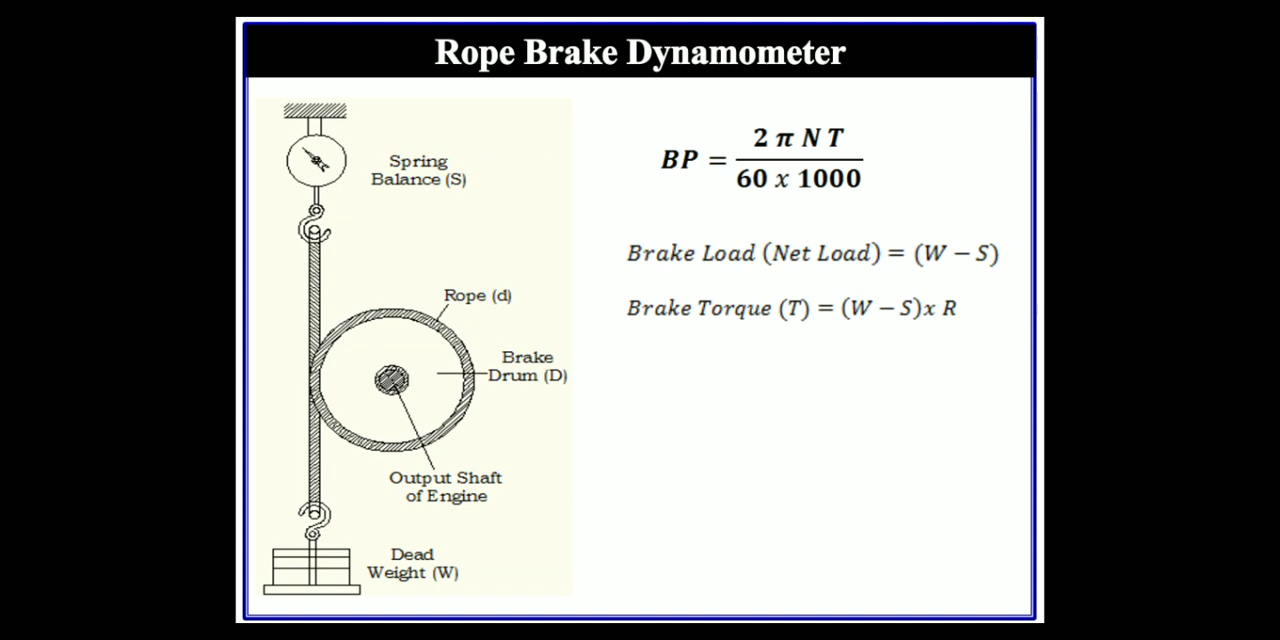 Rope Brake Dynamometer
Spring
Balance (S)
Rope (d)
Brake
Drum (D)
Output Shaft
of Engine
Dead
Weight (W)
BP = 2 π N T / 60 x 1000
Brake Load (Net Load) = (W − S)
Brake Torque (T) = (W − S)x R